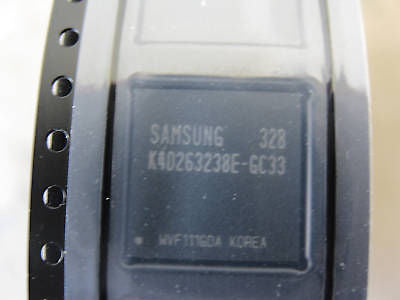 SAMSUNG 328
K4D263238E-GC33
WVF111GDA KOREA